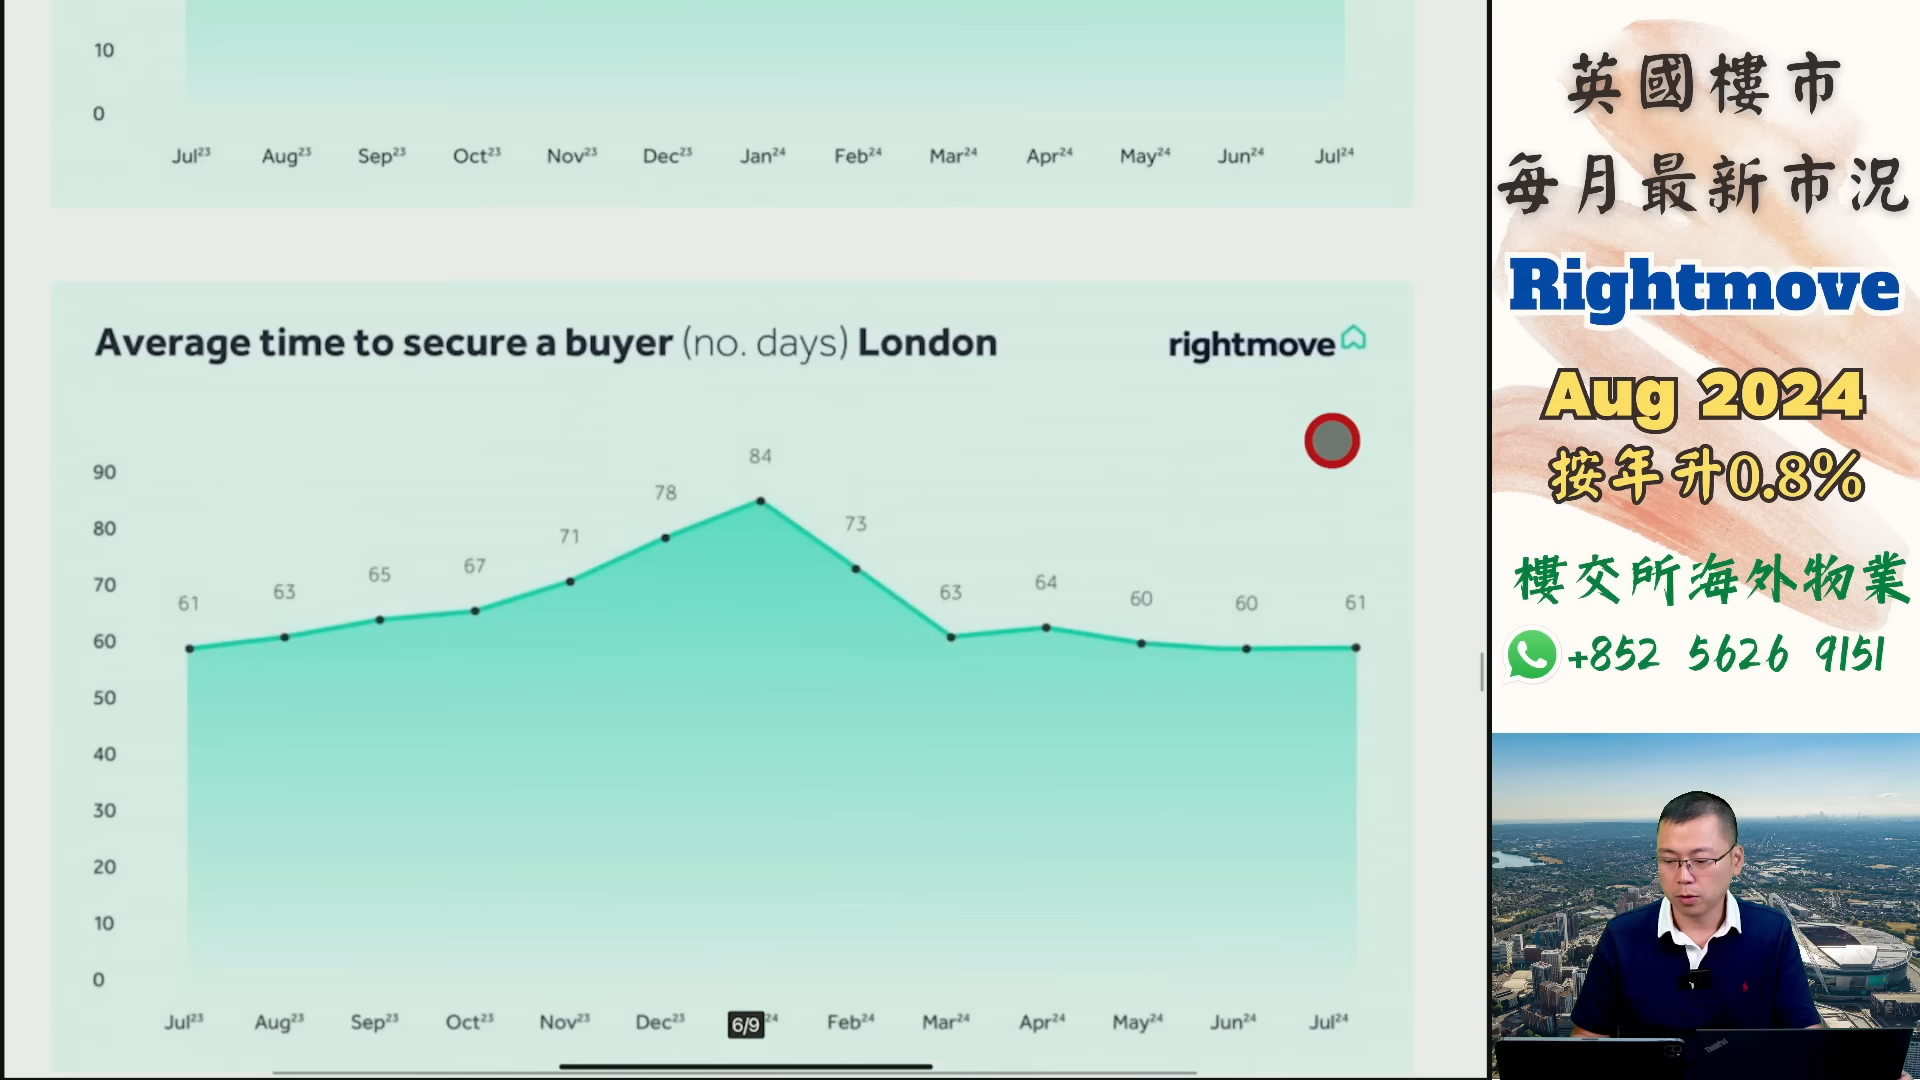 10
0
Jul23 Aug23 Sep23 Oct23 Nov23 Dec23 Jan24 Feb24 Mar24 Apr24 May24 Jun24 Jul24
Average time to secure a buyer (no. days) London
rightmove
90
80
70
60
50
40
30
20
10
0
61 63 65 67 71 78 84 73 63 64 60 60 61
Jul23 Aug23 Sep23 Oct23 Nov23 Dec23 24 Feb24 Mar24 Apr24 May24 Jun24 Jul24
6/9
英國樓市
每月最新市況
Rightmove
Aug 2024
按年升0.8%
樓交所海外物業
+852 5626 9151
ThinkPad